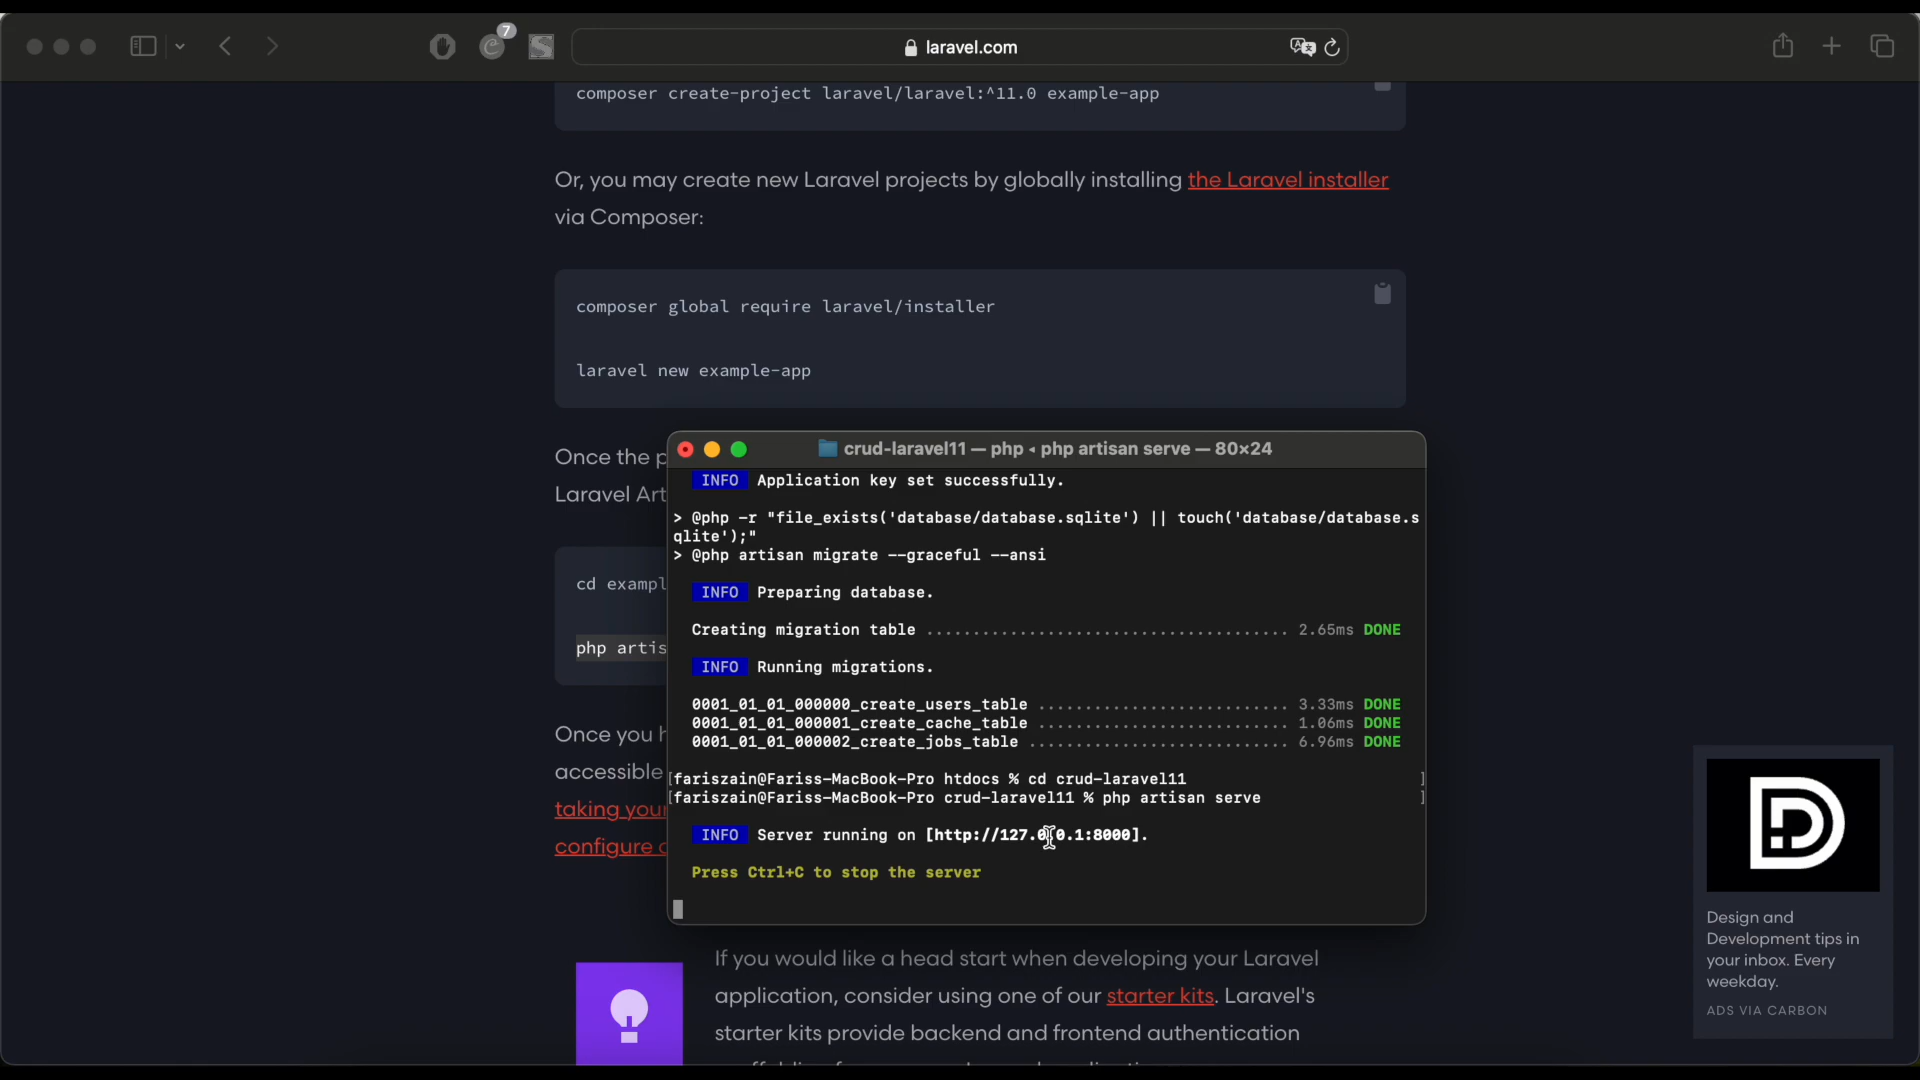 7
laravel.com
composer create-project laravel/laravel:^11.0 example-app
Or, you may create new Laravel projects by globally installing the Laravel installer
via Composer:
composer global require laravel/installer
laravel new example-app
Once the p
Laravel Art
cd exampl
php artis
Once you h
accessible
taking your
configure
crud-laravel11 — php ◂ php artisan serve — 80×24
INFO Application key set successfully.
> @php -r "file_exists('database/database.sqlite') || touch('database/database.s
qlite');"
> @php artisan migrate --graceful --ansi
INFO Preparing database.
Creating migration table ....................................... 2.65ms DONE
INFO Running migrations.
0001_01_01_000000_create_users_table ........................... 3.33ms DONE
0001_01_01_000001_create_cache_table ........................... 1.06ms DONE
0001_01_01_000002_create_jobs_table ............................ 6.96ms DONE
[fariszain@Fariss-MacBook-Pro htdocs % cd crud-laravel11 ]
[fariszain@Fariss-MacBook-Pro crud-laravel11 % php artisan serve ]
INFO Server running on [http://127.0.0.1:8000].
Press Ctrl+C to stop the server
If you would like a head start when developing your Laravel
application, consider using one of our starter kits. Laravel's
starter kits provide backend and frontend authentication
Design and
Development tips in
your inbox. Every
weekday.
ADS VIA CARBON